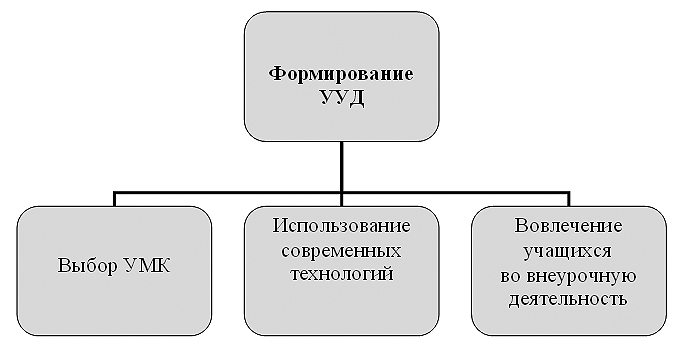 Формирование
УУД
Выбор УМК
Использование
современных
технологий
Вовлечение
учащихся
во внеурочную
деятельность